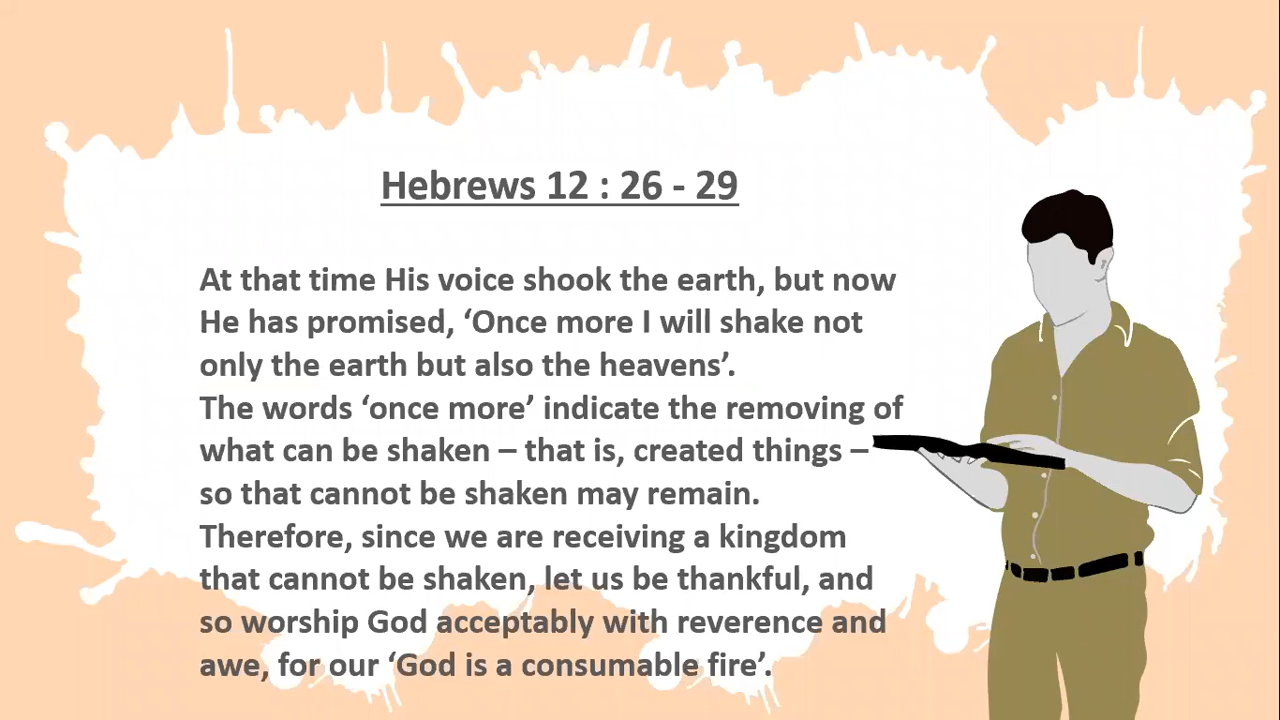 Hebrews 12 : 26 - 29
At that time His voice shook the earth, but now
He has promised, ‘Once more I will shake not
only the earth but also the heavens’.
The words ‘once more’ indicate the removing of
what can be shaken – that is, created things –
so that cannot be shaken may remain.
Therefore, since we are receiving a kingdom
that cannot be shaken, let us be thankful, and
so worship God acceptably with reverence and
awe, for our ‘God is a consumable fire’.